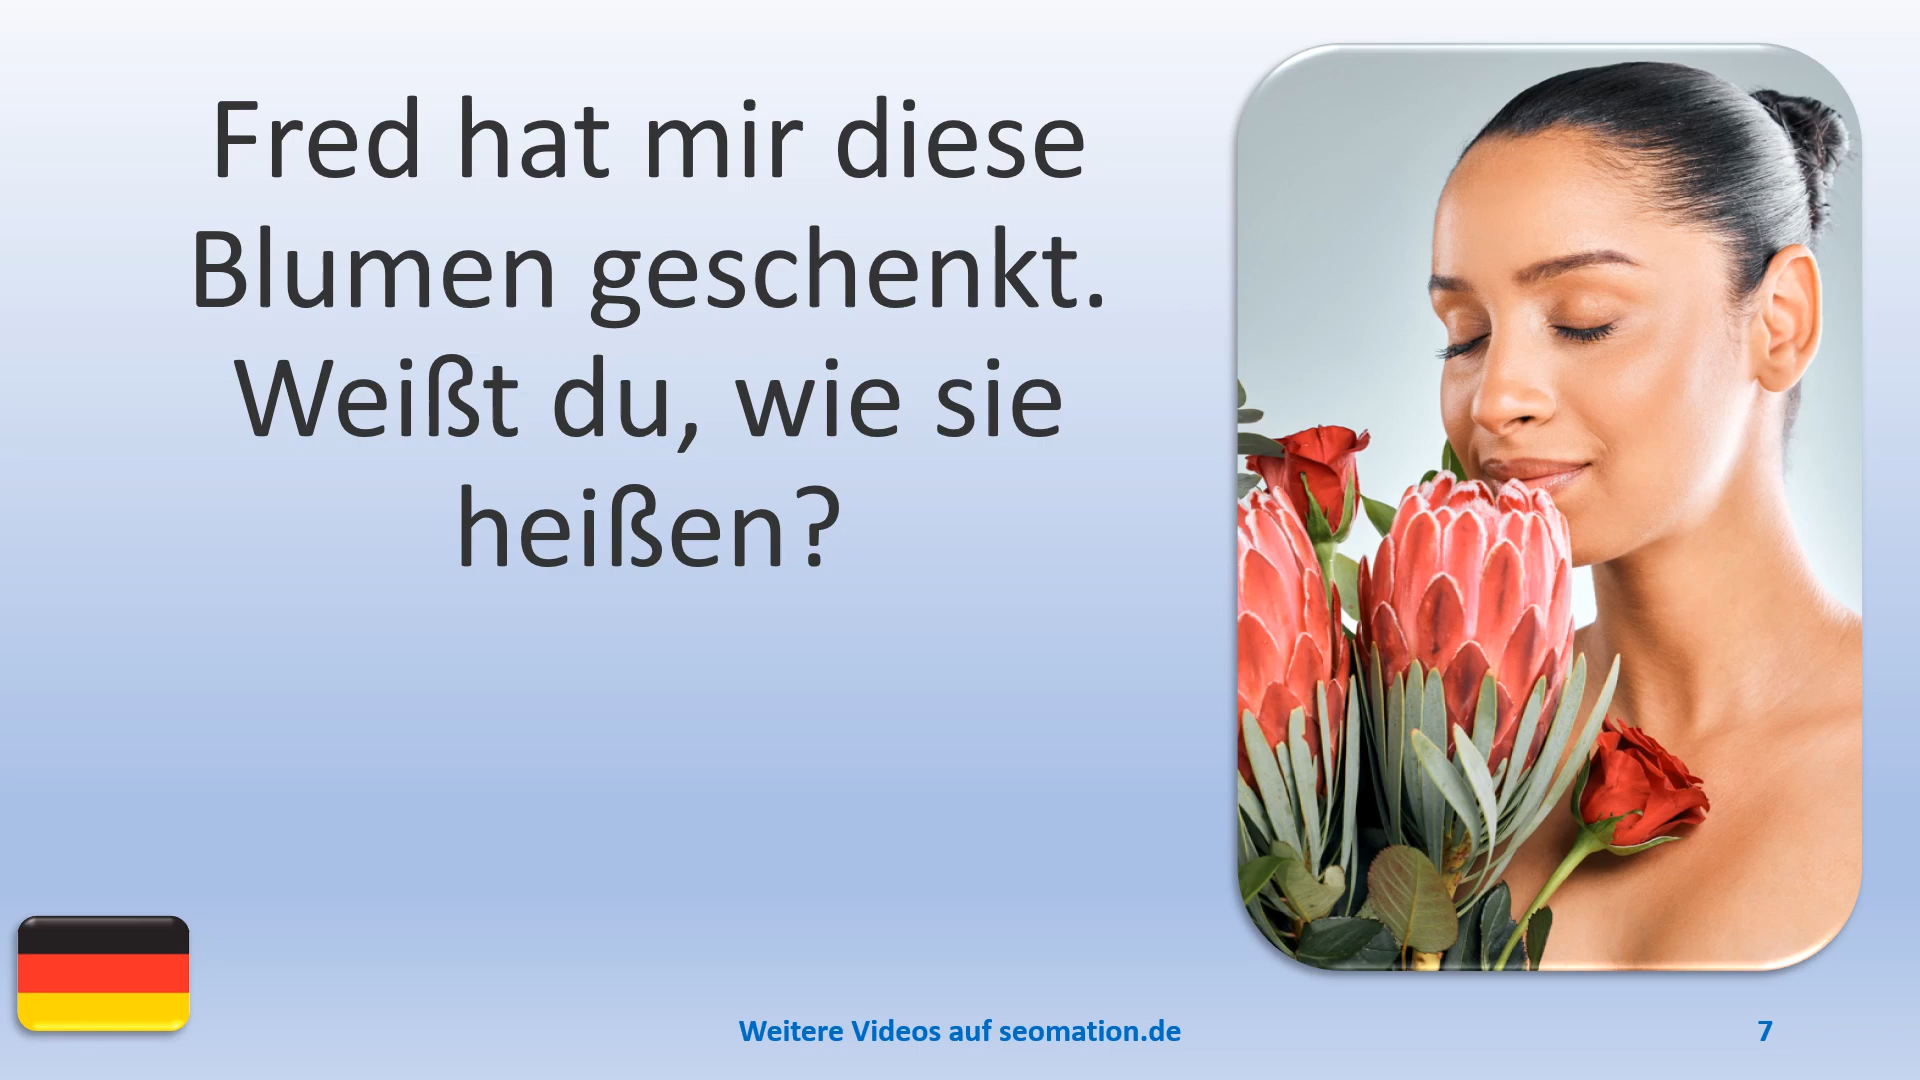 Fred hat mir diese
Blumen geschenkt.
Weißt du, wie sie
heißen?
Weitere Videos auf seomation.de
7